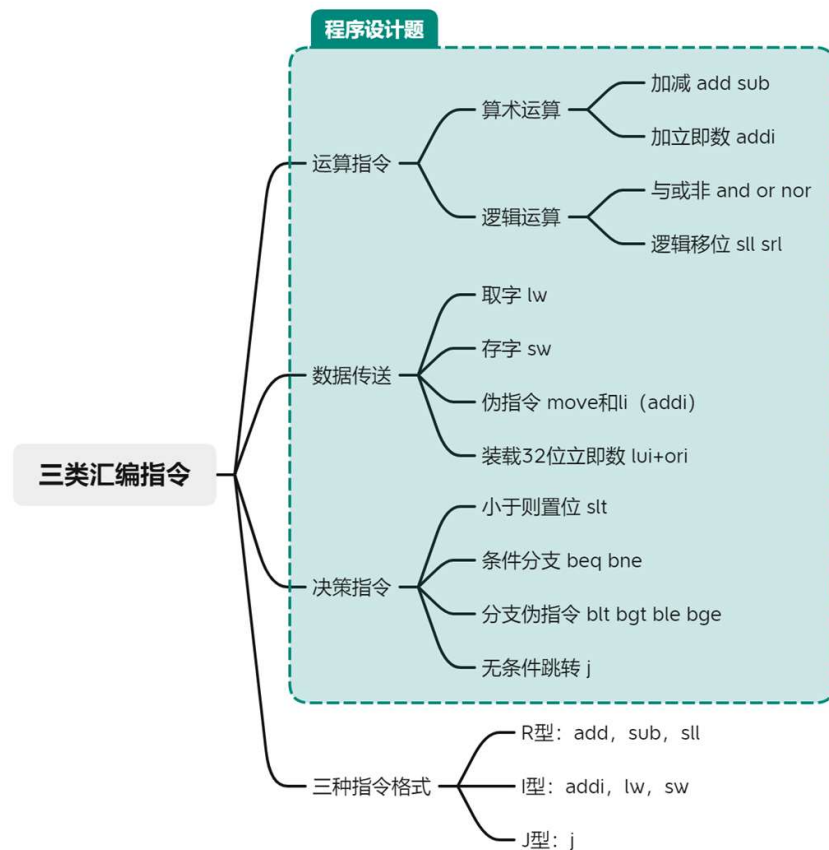 程序设计题
三类汇编指令
运算指令
算术运算
加减 add sub
加立即数 addi
逻辑运算
与或非 and or nor
逻辑移位 sll srl
数据传送
取字 lw
存字 sw
伪指令 move和li（addi）
装载32位立即数 lui+ori
决策指令
小于则置位 slt
条件分支 beq bne
分支伪指令 blt bgt ble bge
无条件跳转 j
三种指令格式
R型：add，sub，sll
I型：addi，lw，sw
J型：j